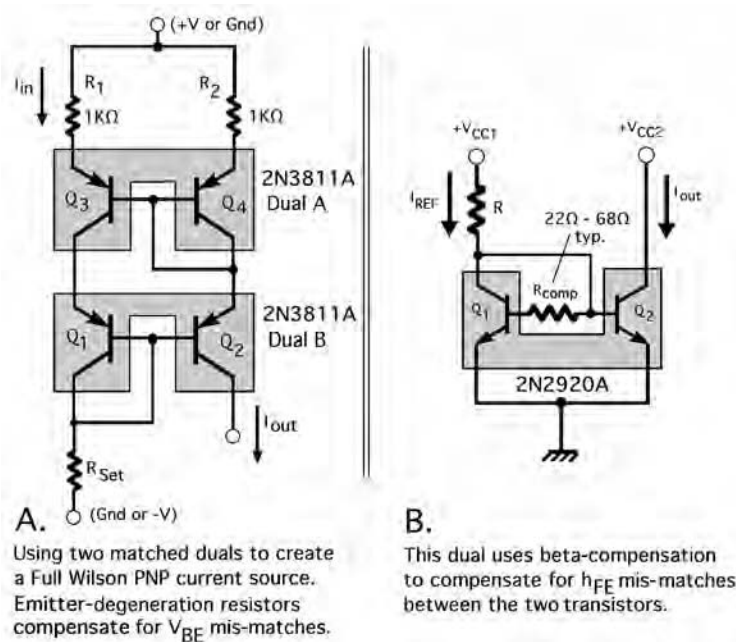 (+V or Gnd)
Iin
R1
1KΩ
R2
1KΩ
Q3
Q4
2N3811A
Dual A
Q1
Q2
2N3811A
Dual B
Iout
RSet
(Gnd or -V)
A.
Using two matched duals to create
a Full Wilson PNP current source.
Emitter-degeneration resistors
compensate for VBE mis-matches.
+VCC1
+VCC2
IREF
R
Iout
22Ω - 68Ω
typ.
Rcomp
Q1
Q2
2N2920A
B.
This dual uses beta-compensation
to compensate for hFE mis-matches
between the two transistors.